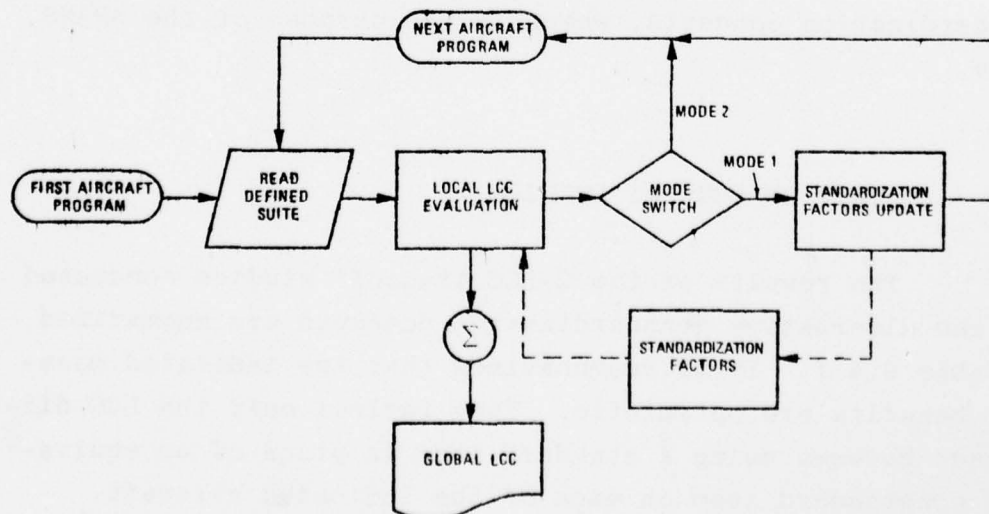 NEXT AIRCRAFT
PROGRAM
MODE 2
MODE 1
FIRST AIRCRAFT
PROGRAM
READ
DEFINED
SUITE
LOCAL LCC
EVALUATION
MODE
SWITCH
STANDARDIZATION
FACTORS UPDATE
Σ
STANDARDIZATION
FACTORS
GLOBAL LCC